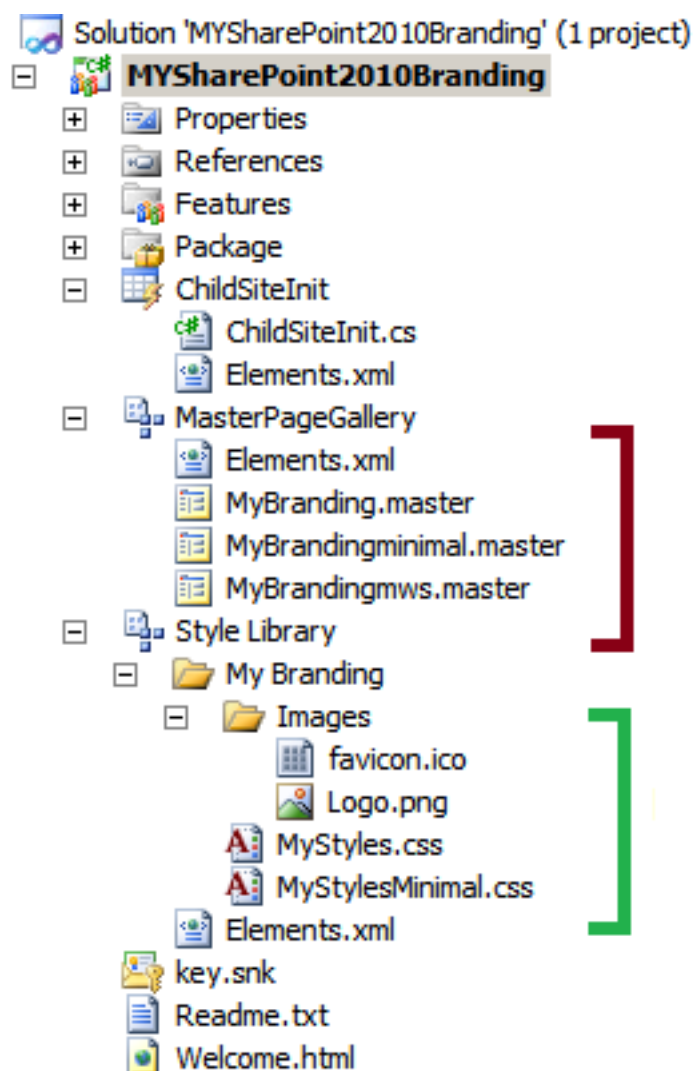 Solution 'MYSharePoint2010Branding' (1 project)
MYSharePoint2010Branding
Properties
References
Features
Package
ChildSiteInit
ChildSiteInit.cs
Elements.xml
MasterPageGallery
Elements.xml
MyBranding.master
MyBrandingminimal.master
MyBrandingmws.master
Style Library
My Branding
Images
favicon.ico
Logo.png
MyStyles.css
MyStylesMinimal.css
Elements.xml
key.snk
Readme.txt
Welcome.html